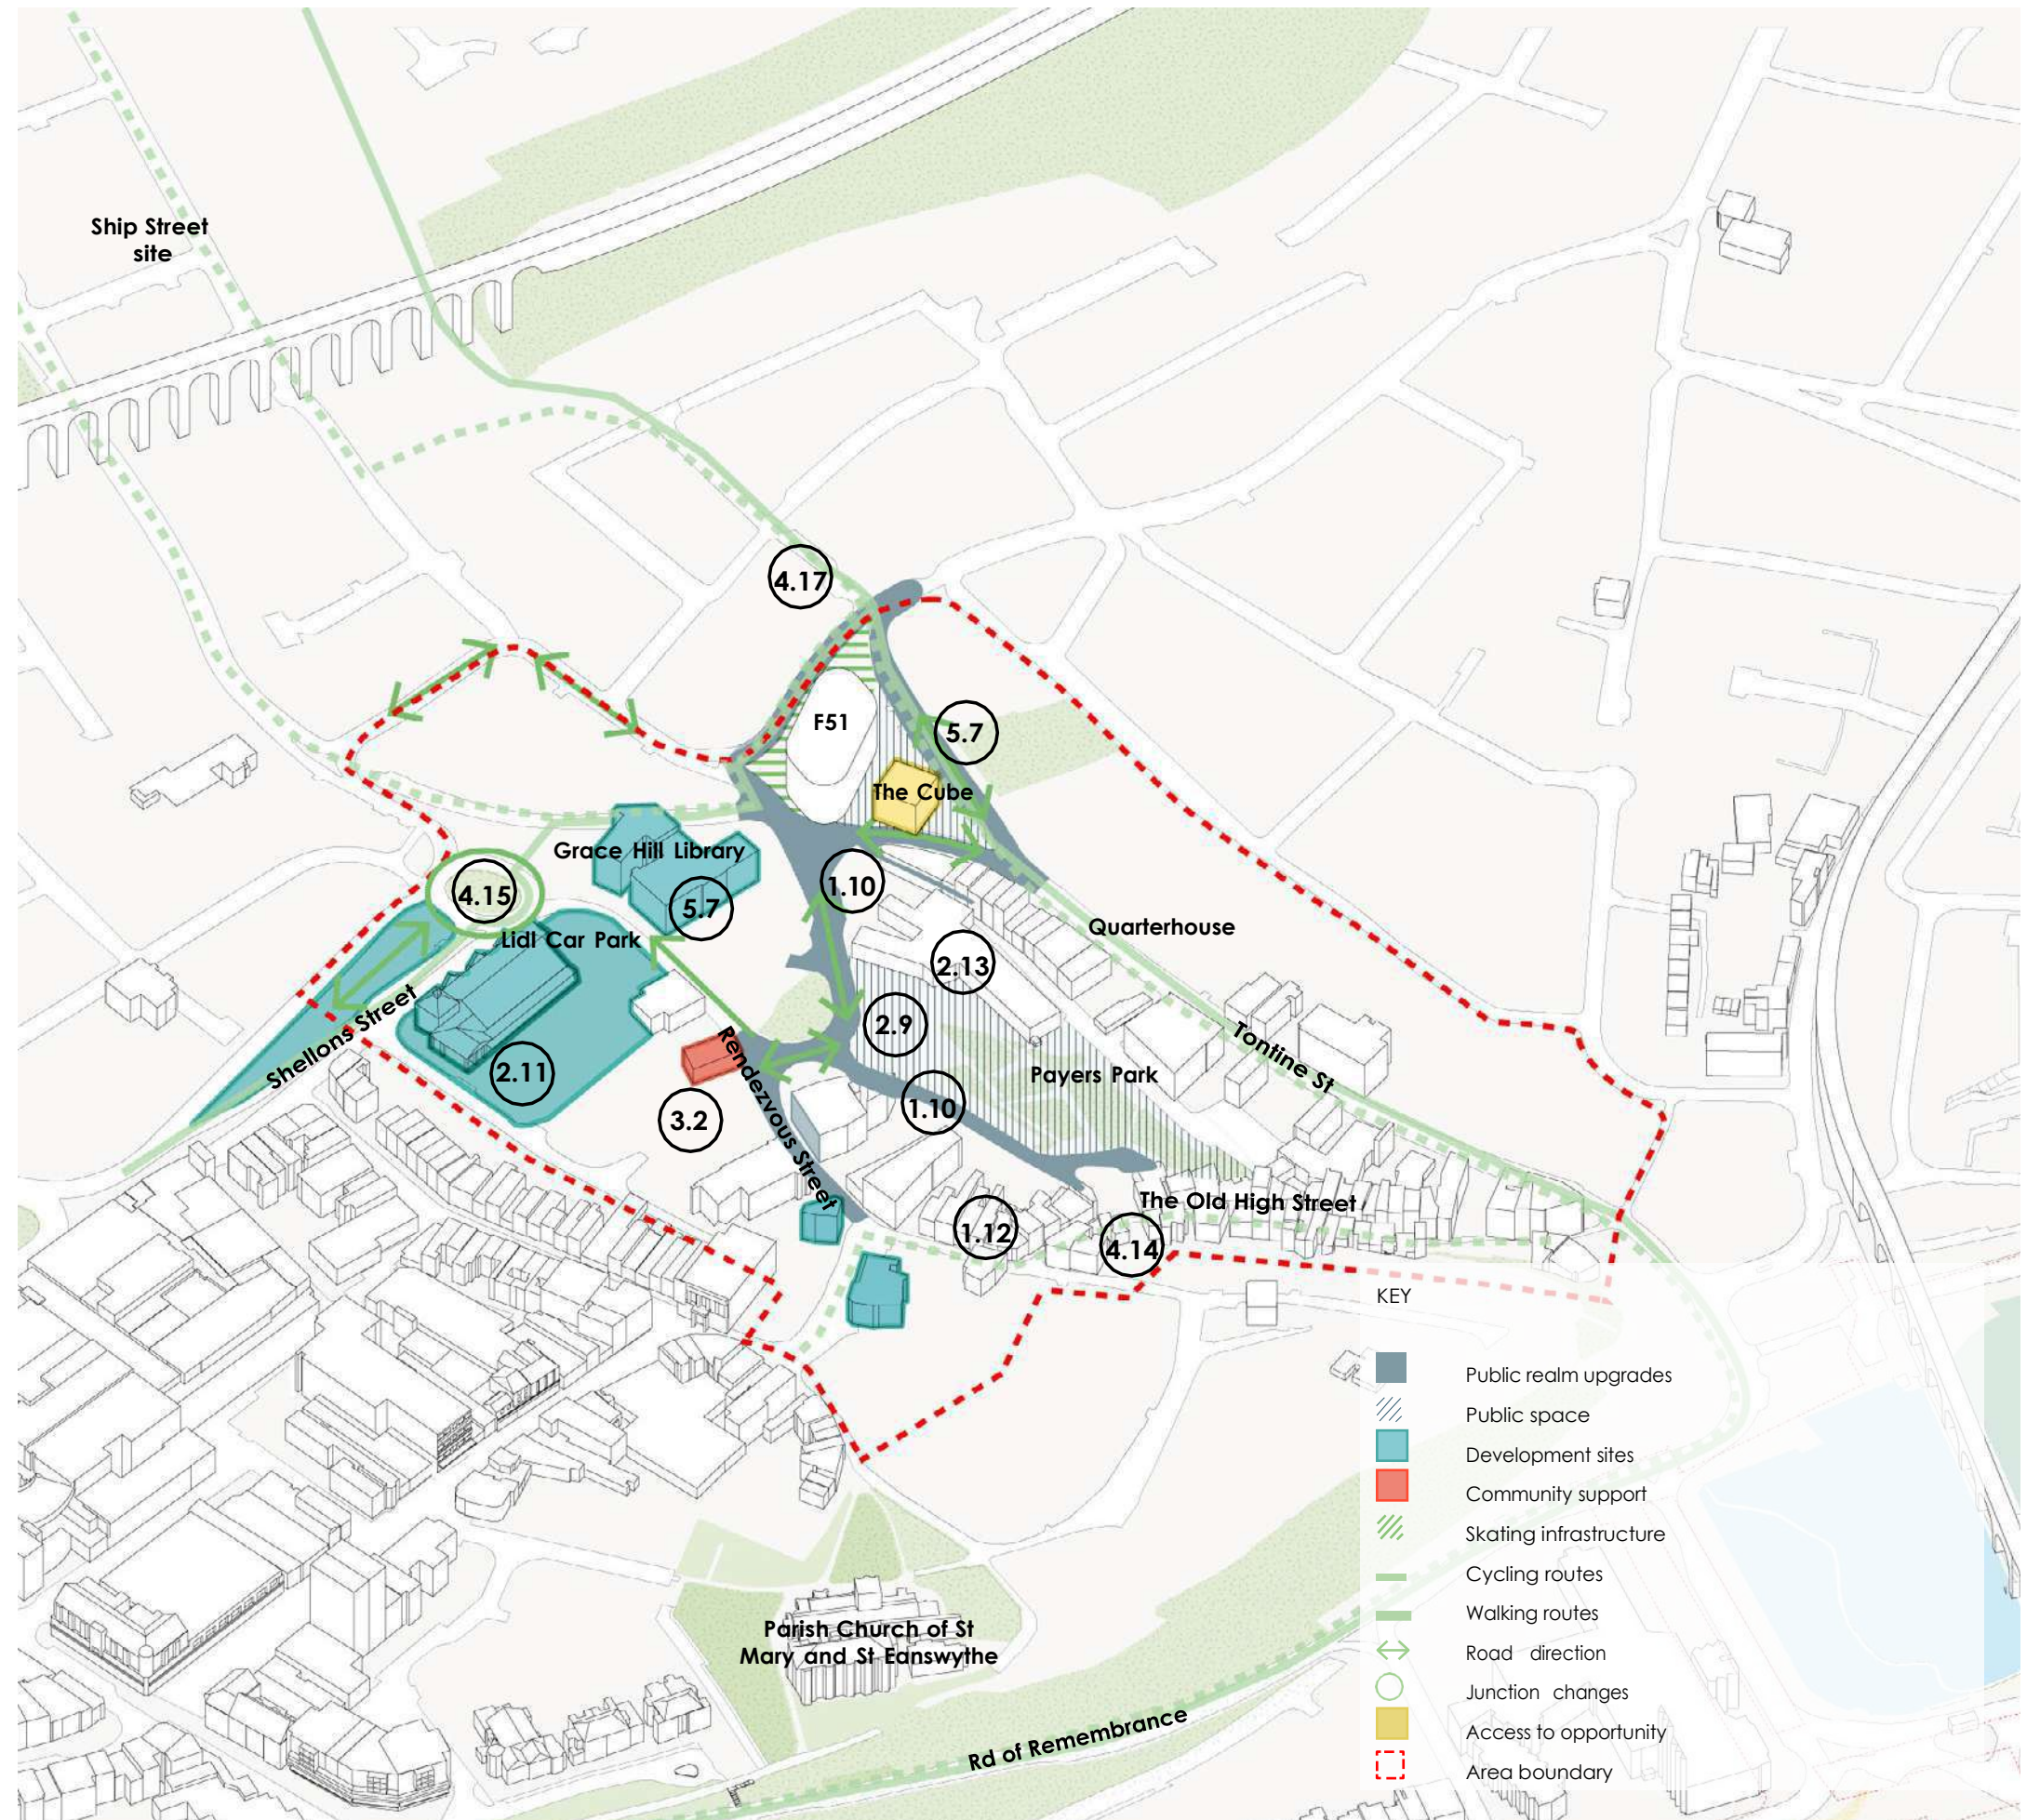 Ship Street
site
4.17
F51
5.7
The Cube
Grace Hill Library
1.10
4.15
5.7
Lidl Car Park
Quarterhouse
2.13
Shellons Street
2.9
Rendezvous Street
Tontine St
2.11
Payers Park
1.10
3.2
The Old High Street
1.12
4.14
KEY
Public realm upgrades
Public space
Development sites
Community support
Skating infrastructure
Cycling routes
Walking routes
Road direction
Junction changes
Access to opportunity
Area boundary
Parish Church of St
Mary and St Eanswythe
Rd of Remembrance